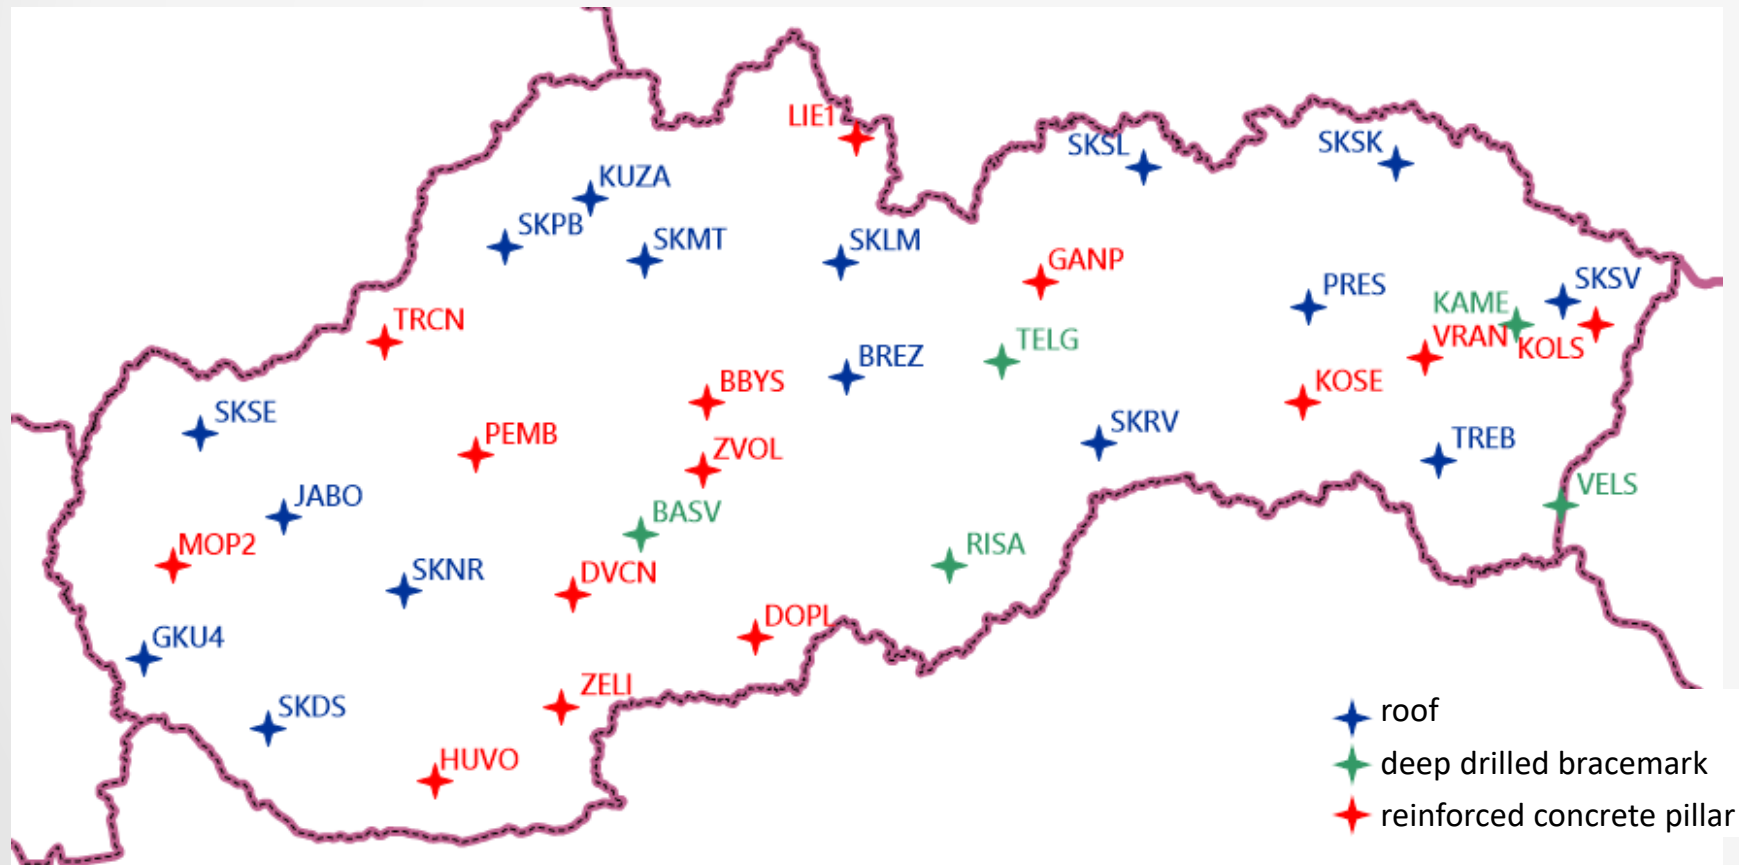 LIE1
SKSL
SKSK
KUZA
SKPB
SKMT
SKLM
GANP
SKSV
PRES
KAME
TRCN
VRAN
KOLS
TELG
BREZ
BBYS
KOSE
SKSE
SKRV
PEMB
TREB
ZVOL
VELS
JABO
BASV
MOP2
RISA
SKNR
DVCN
DOPL
GKU4
ZELI
SKDS
HUVO
roof
deep drilled bracemark
reinforced concrete pillar